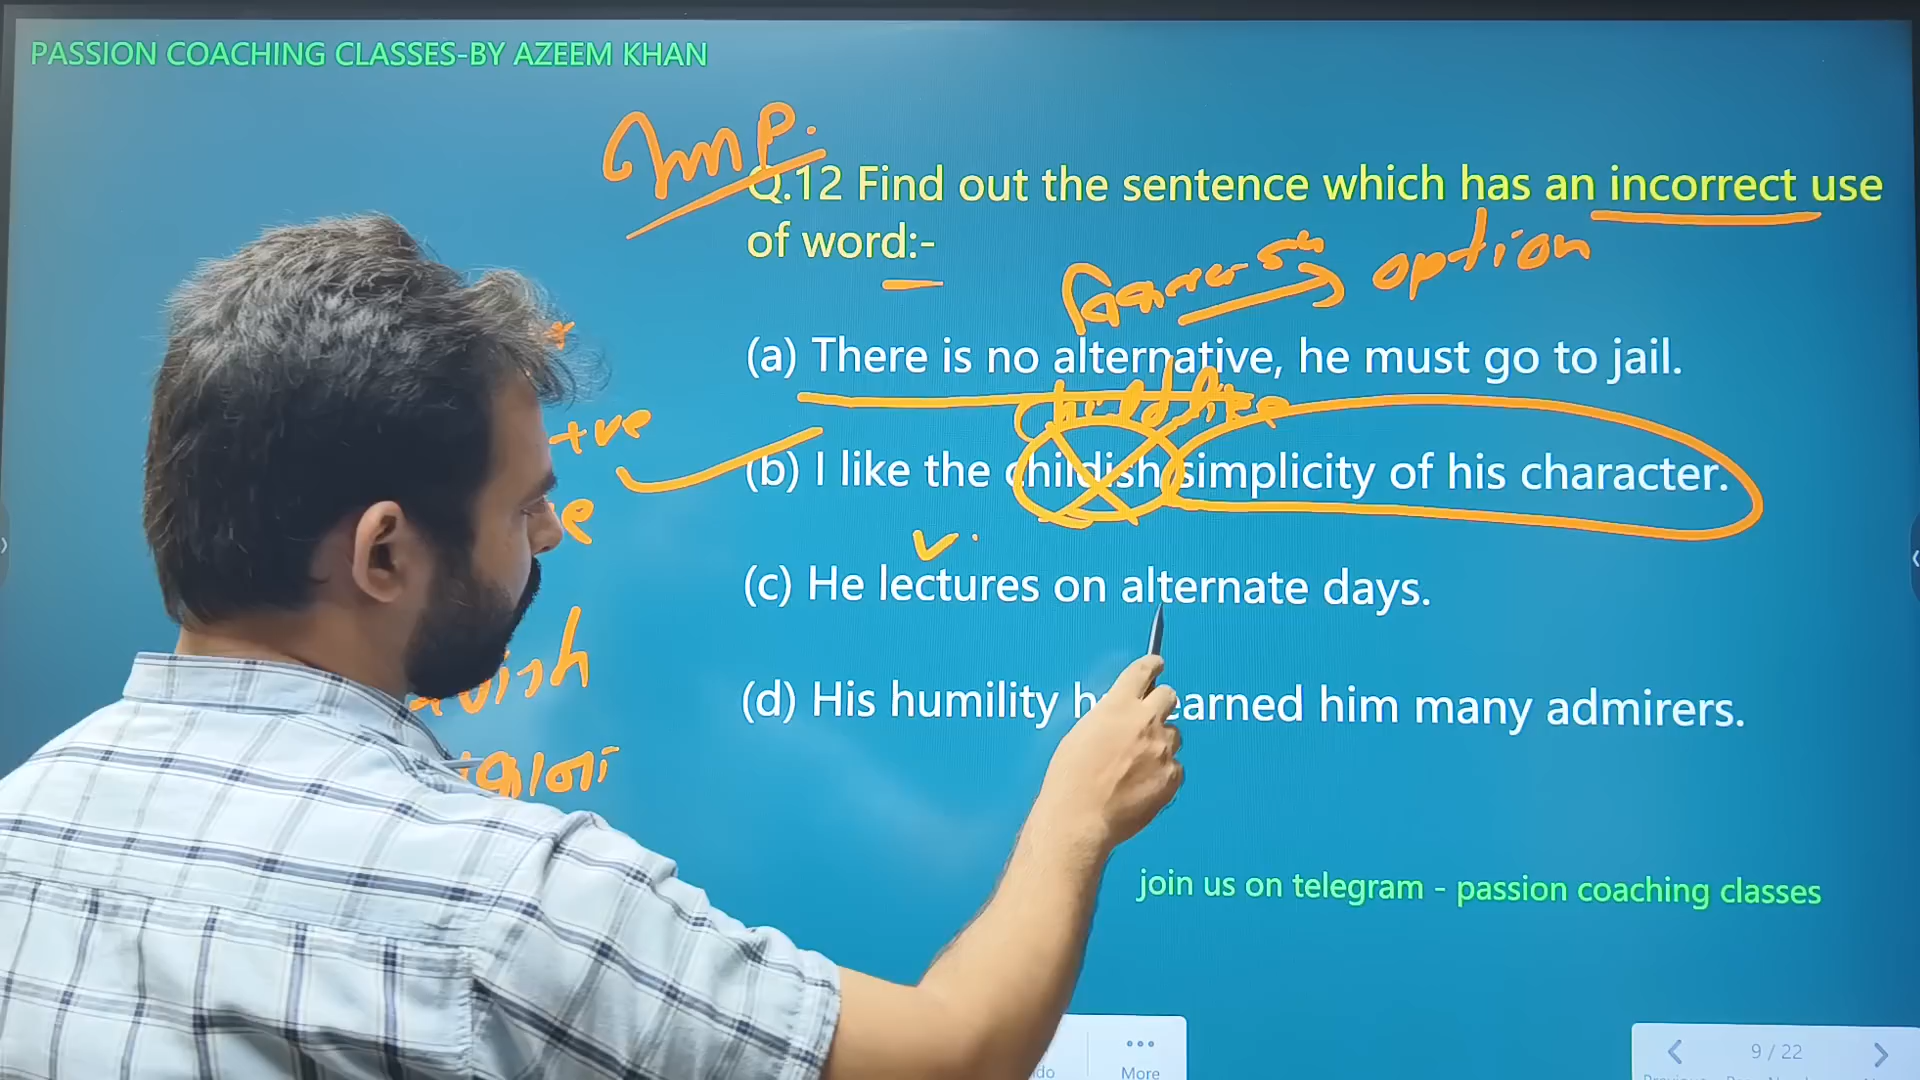 PASSION COACHING CLASSES-BY AZEEM KHAN
Imp.
Q.12 Find out the sentence which has an incorrect use
of word:-
option
(a) There is no alternative, he must go to jail.
childlike
+ve
(b) I like the childish simplicity of his character.
(c) He lectures on alternate days.
(d) His humility earned him many admirers.
join us on telegram - passion coaching classes
9 / 22
More